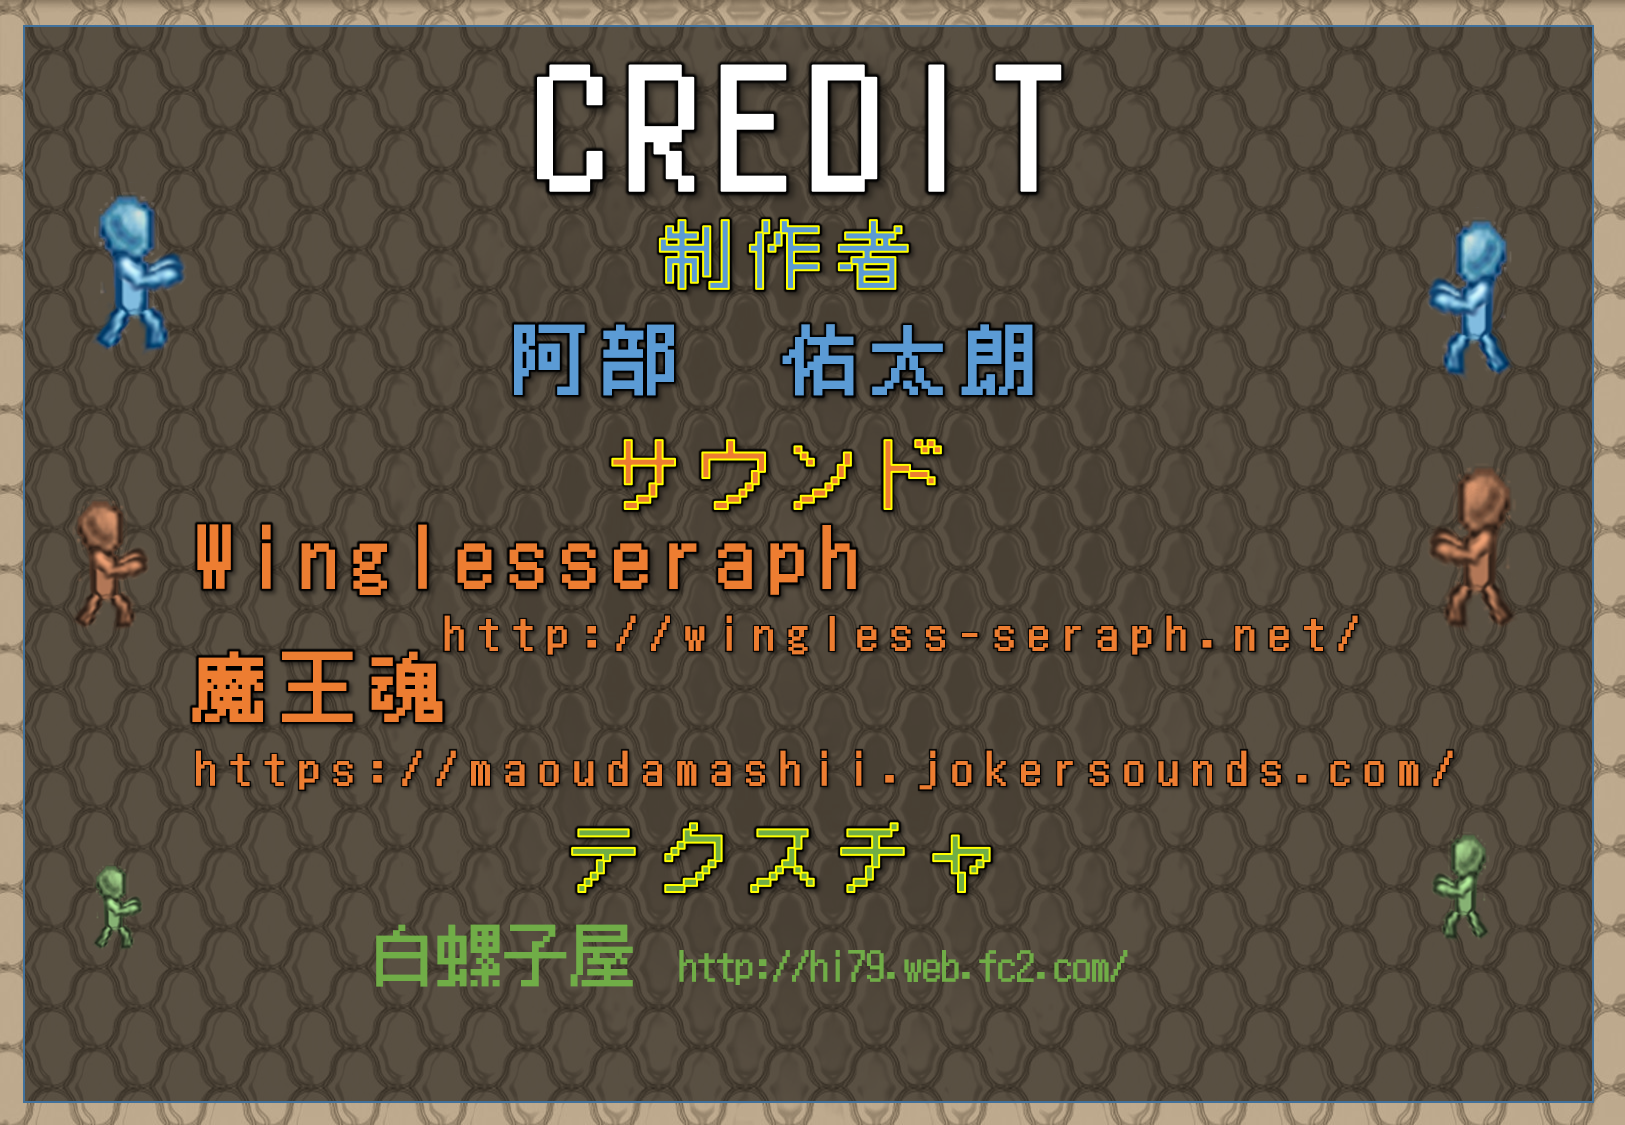 CREDIT
制作者
阿部　佑太朗
サウンド
Winglesseraph
http://wingless-seraph.net/
魔王魂
https://maoudamashii.jokersounds.com/
テクスチャ
白螺子屋　http://hi79.web.fc2.com/